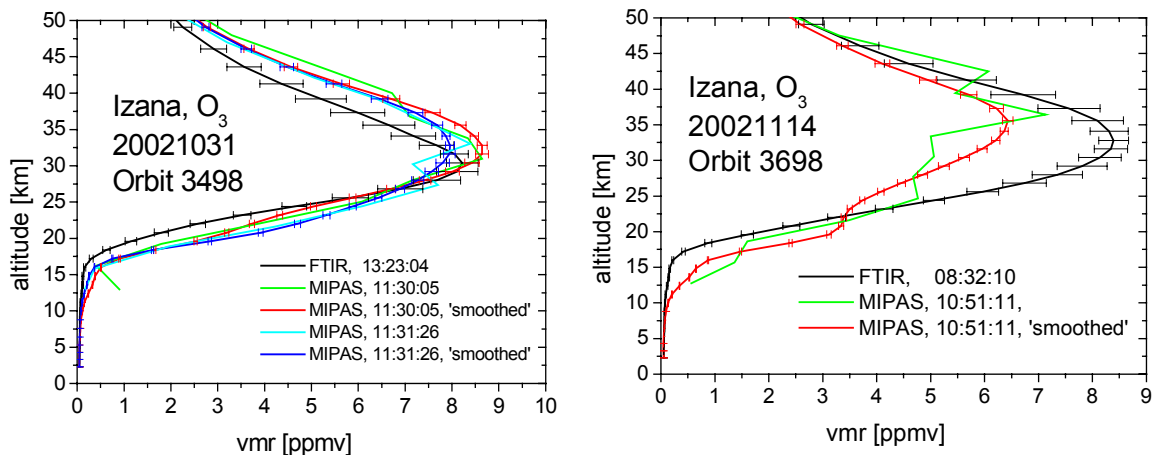 50
45
40
35
30
25
20
15
10
5
0
altitude [km]
Izana, O3
20021031
Orbit 3498
FTIR, 13:23:04
MIPAS, 11:30:05
MIPAS, 11:30:05, 'smoothed'
MIPAS, 11:31:26
MIPAS, 11:31:26, 'smoothed'
0 1 2 3 4 5 6 7 8 9 10
vmr [ppmv]
50
45
40
35
30
25
20
15
10
5
0
altitude [km]
Izana, O3
20021114
Orbit 3698
FTIR, 08:32:10
MIPAS, 10:51:11,
MIPAS, 10:51:11, 'smoothed'
0 1 2 3 4 5 6 7 8 9
vmr [ppmv]